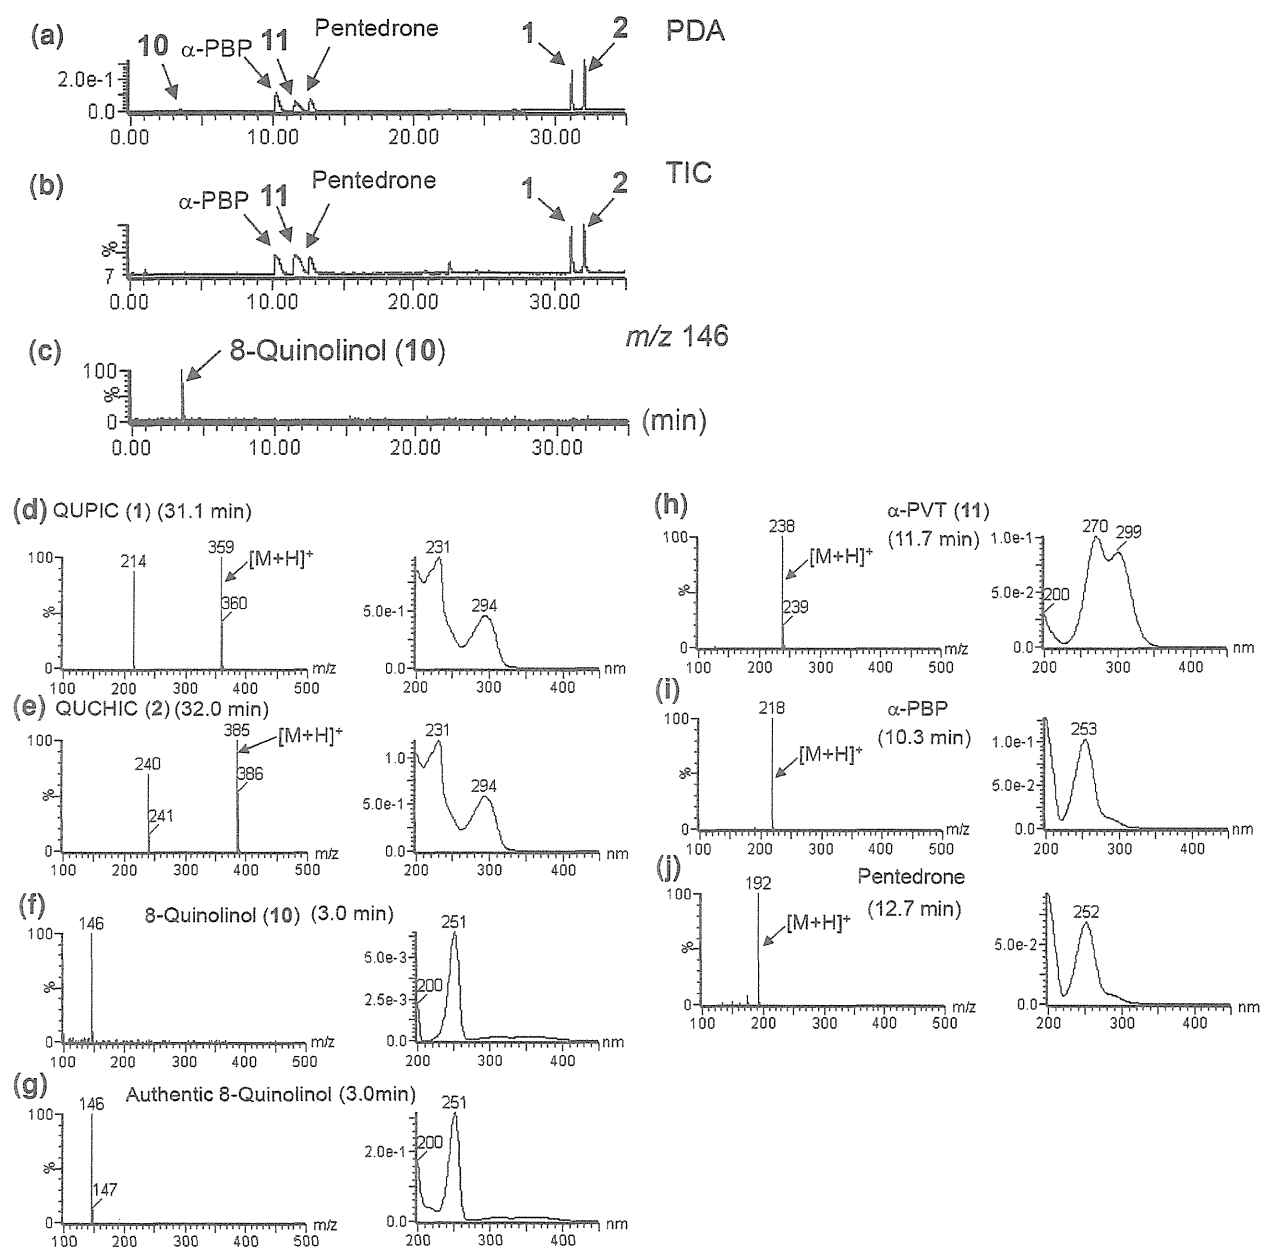 (a) PDA
10 α-PBP 11 Pentedrone 1 2
2.0e-1
0.0
0.00 10.00 20.00 30.00
(b) TIC
α-PBP 11 Pentedrone 1 2
%
7
0.00 10.00 20.00 30.00
m/z 146
(c) 8-Quinolinol (10)
100
%
0
(min)
0.00 10.00 20.00 30.00
(d) QUPIC (1) (31.1 min)
100 214 359 [M+H]+
360
%
0
100 200 300 400 500 m/z
231
294
5.0e-1
0.0
200 300 400 nm
(e) QUCHIC (2) (32.0 min)
100 385 [M+H]+
240 386
241
%
0
100 200 300 400 500 m/z
231
1.0
294
5.0e-1
0.0
200 300 400 nm
(f) 8-Quinolinol (10) (3.0 min)
146
100
%
0
100 200 300 400 500 m/z
251
5.0e-3
200
2.5e-3
0.0
200 300 400 nm
(g) Authentic 8-Quinolinol (3.0min)
146
100
%
147
0
100 200 300 400 500 m/z
251
200
2.0e-1
0.0
200 300 400 nm
(h) α-PVT (11)
(11.7 min)
238
100 [M+H]+
%
239
0
100 200 300 400 500 m/z
270 299
1.0e-1
5.0e-2
200
0.0
200 300 400 nm
(i) α-PBP
(10.3 min)
218
100
[M+H]+
%
0
100 200 300 400 500 m/z
253
1.0e-1
5.0e-2
0.0
200 300 400 nm
(j) Pentedrone
(12.7 min)
192
100
[M+H]+
%
0
100 200 300 400 500 m/z
252
5.0e-2
0.0
200 300 400 nm